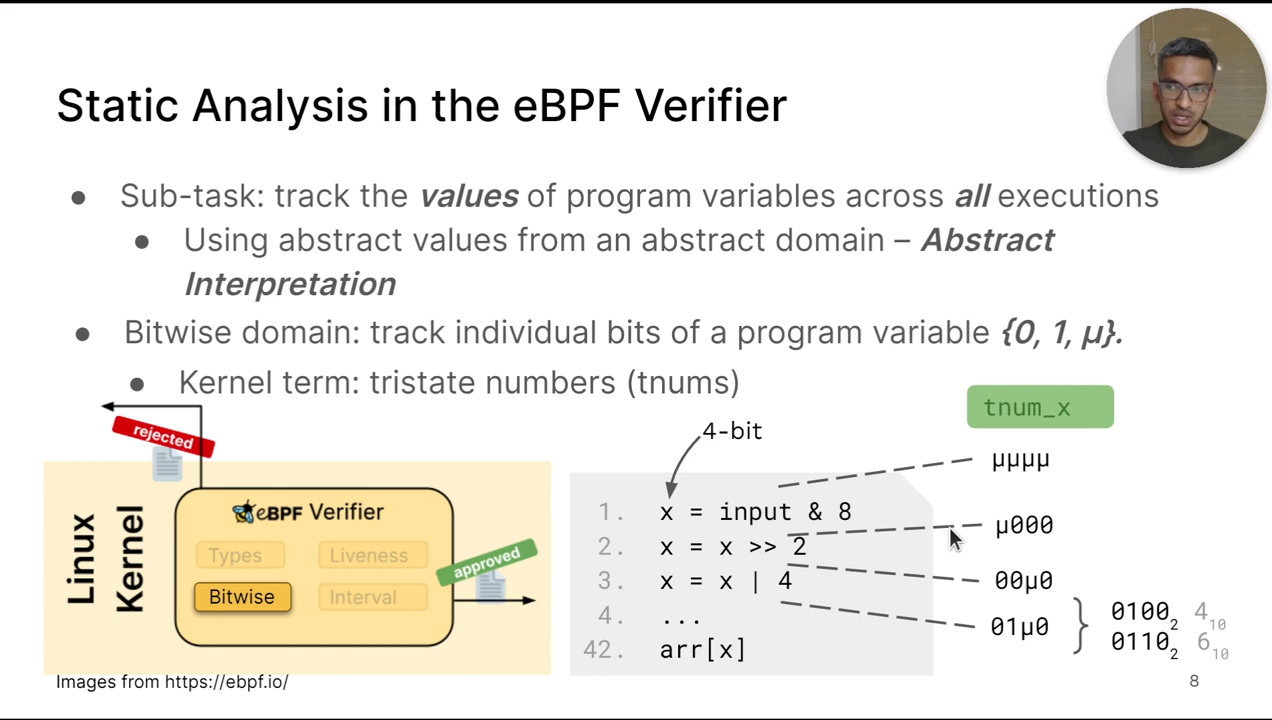 Static Analysis in the eBPF Verifier
● Sub-task: track the values of program variables across all executions
● Using abstract values from an abstract domain – Abstract
Interpretation
● Bitwise domain: track individual bits of a program variable {0, 1, μ}.
● Kernel term: tristate numbers (tnums)
rejected
Linux
Kernel
eBPF Verifier
Types
Liveness
Bitwise
Interval
approved
4-bit
1. x = input & 8
2. x = x >> 2
3. x = x | 4
4. ...
42. arr[x]
tnum_x
μμμμ
μ000
00μ0
01μ0
0100₂ 4₁₀
0110₂ 6₁₀
Images from https://ebpf.io/
8